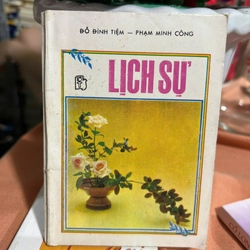 ĐỖ ĐÌNH TIỆM — PHẠM MINH CÔNG
LỊCH SỰ